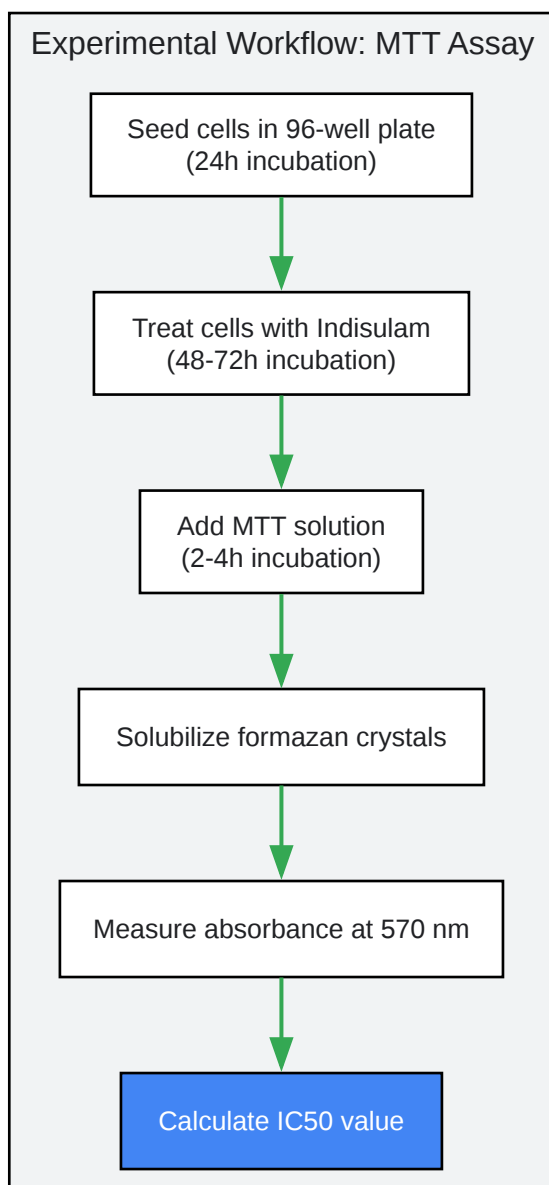 Experimental Workflow: MTT Assay
Seed cells in 96-well plate
(24h incubation)
Treat cells with Indisulam
(48-72h incubation)
Add MTT solution
(2-4h incubation)
Solubilize formazan crystals
Measure absorbance at 570 nm
Calculate IC50 value